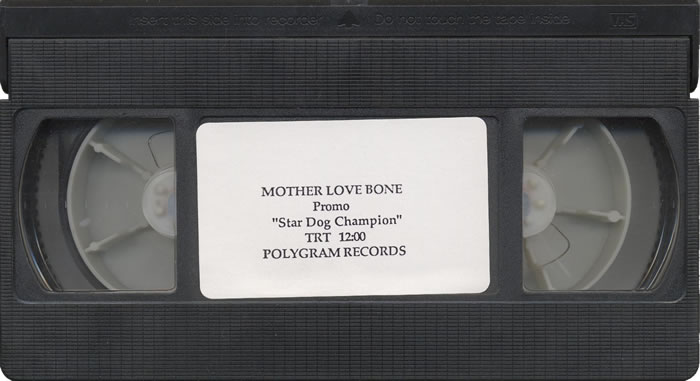 Insert this side into recorder Do not touch the tape inside VHS
MOTHER LOVE BONE
Promo
"Star Dog Champion"
TRT 12:00
POLYGRAM RECORDS